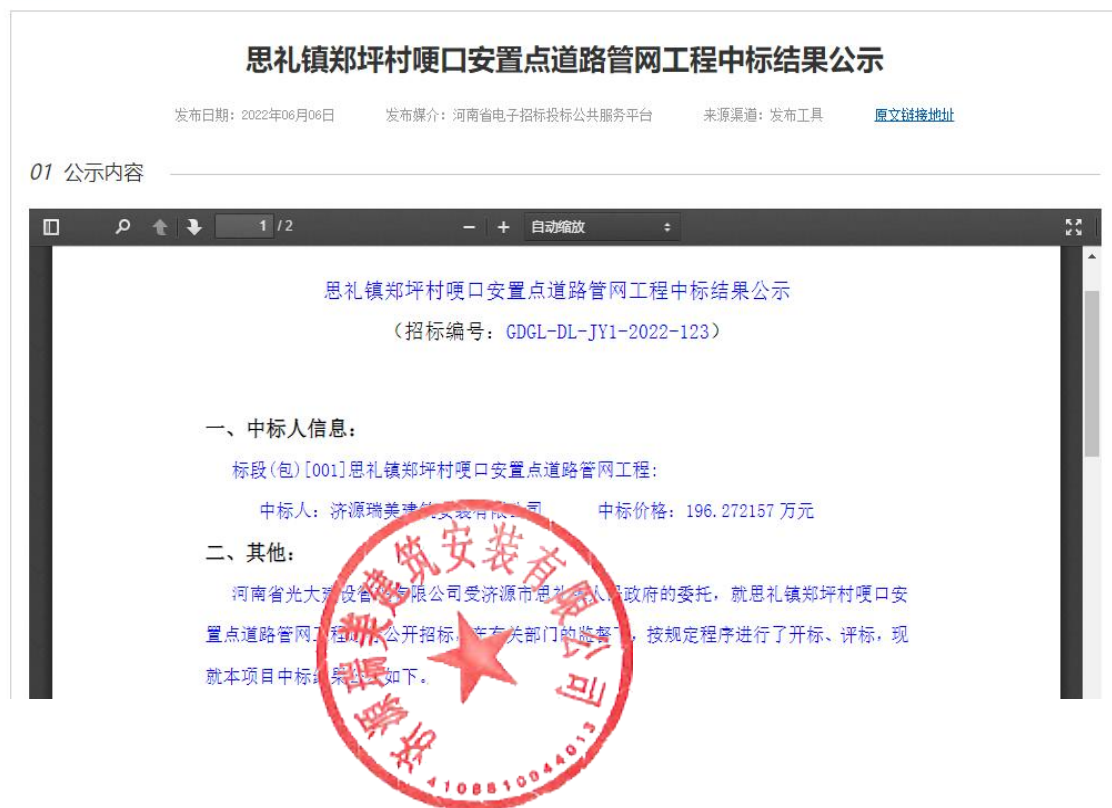 思礼镇郑坪村哽口安置点道路管网工程中标结果公示
发布日期：2022年06月06日 发布媒介：河南省电子招标投标公共服务平台 来源渠道：发布工具 原文链接地址
01 公示内容
1 / 2 自动缩放
思礼镇郑坪村哽口安置点道路管网工程中标结果公示
（招标编号：GDGL-DL-JY1-2022-123）
一、中标人信息：
标段(包)[001]思礼镇郑坪村哽口安置点道路管网工程：
中标人：济源瑞美建筑安装有限公司 中标价格：196.272157 万元
二、其他：
河南省光大建设管理有限公司受济源市思礼镇人民政府的委托，就思礼镇郑坪村哽口安
置点道路管网工程进行公开招标，在有关部门的监督下，按规定程序进行了开标、评标，现
就本项目中标结果公示如下。
济源瑞美建筑安装有限公司
4108810044013